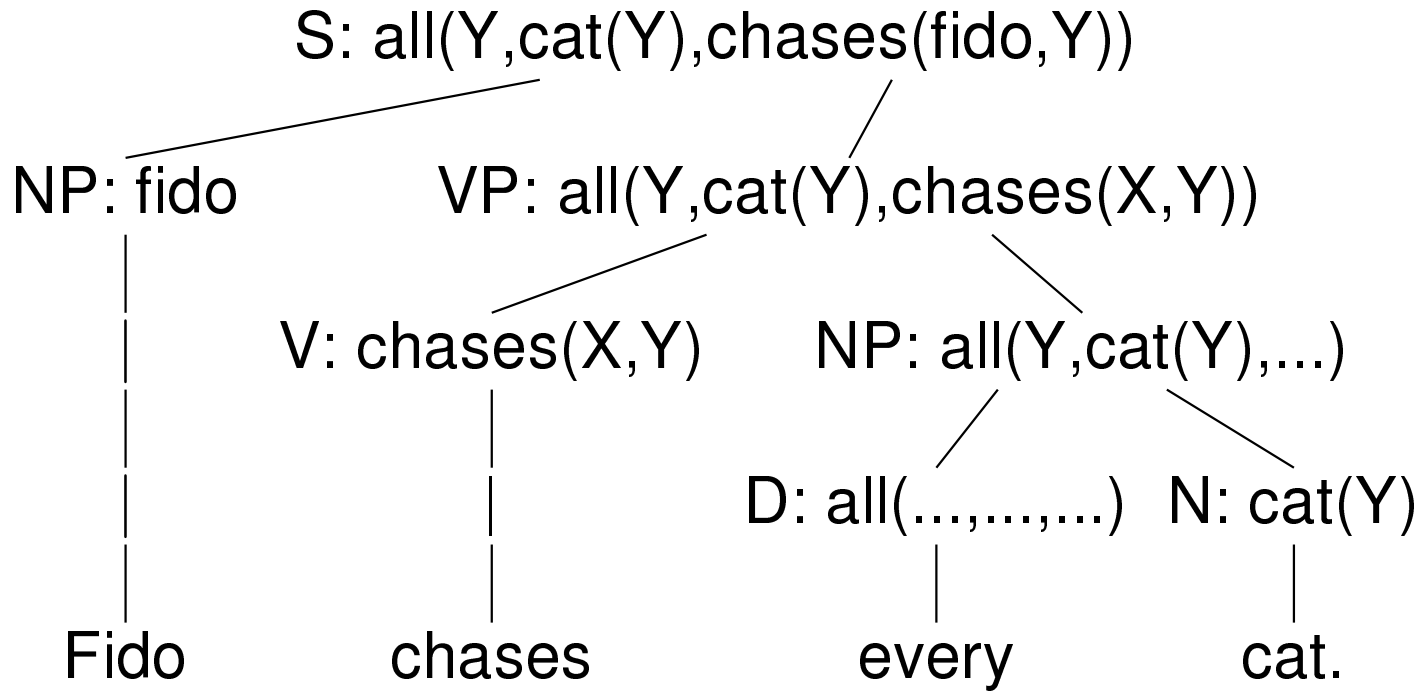 S: all(Y,cat(Y),chases(fido,Y))
NP: fido VP: all(Y,cat(Y),chases(X,Y))
V: chases(X,Y) NP: all(Y,cat(Y),...)
D: all(...,...,...) N: cat(Y)
Fido chases every cat.